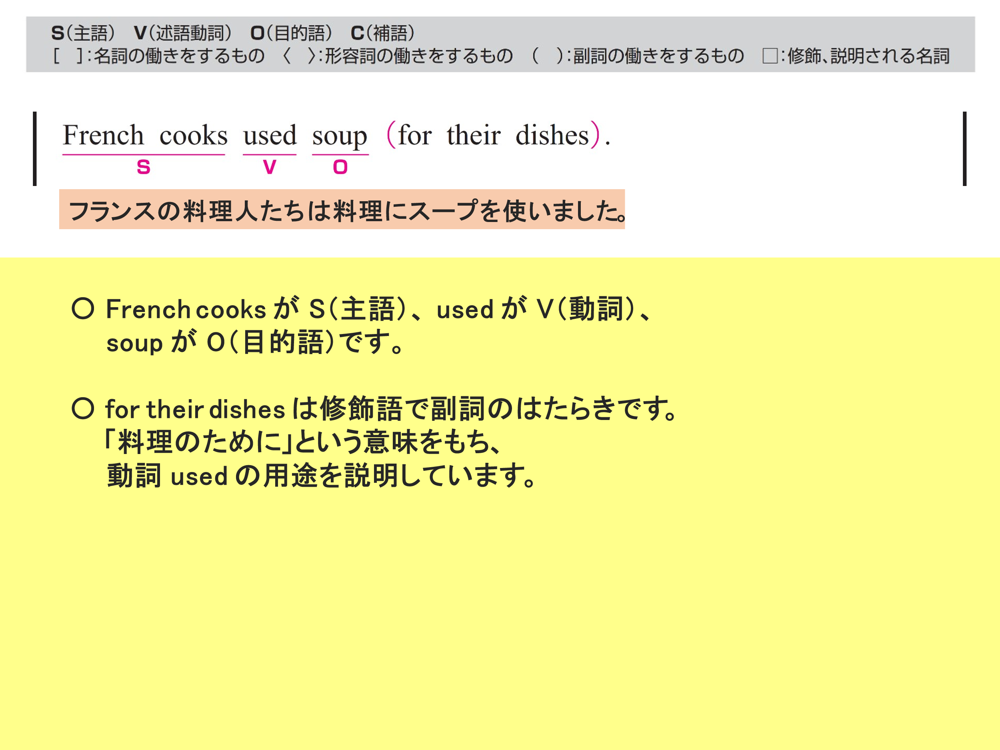 S(主語) V(述語動詞) O(目的語) C(補語)
[ ]:名詞の働きをするもの 〈 〉:形容詞の働きをするもの ( ):副詞の働きをするもの □:修飾、説明される名詞
French cooks used soup (for their dishes).
S V O
フランスの料理人たちは料理にスープを使いました。
○ French cooks が S(主語)、used が V(動詞)、
soup が O(目的語)です。
○ for their dishes は修飾語で副詞のはたらきです。
「料理のために」という意味をもち、
動詞 used の用途を説明しています。